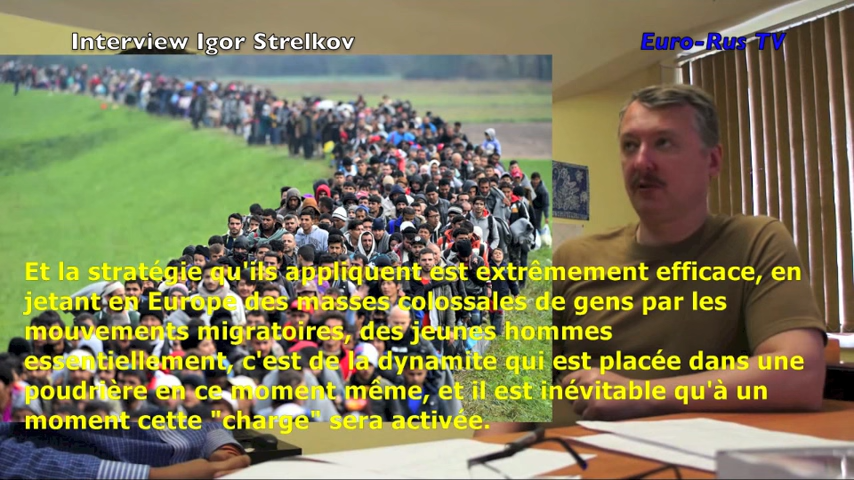 Interview Igor Strelkov
Euro-Rus TV
Et la stratégie qu'ils appliquent est extrêmement efficace, en
jetant en Europe des masses colossales de gens par les
mouvements migratoires, des jeunes hommes
essentiellement, c'est de la dynamite qui est placée dans une
poudrière en ce moment même, et il est inévitable qu'à un
moment cette "charge" sera activée.